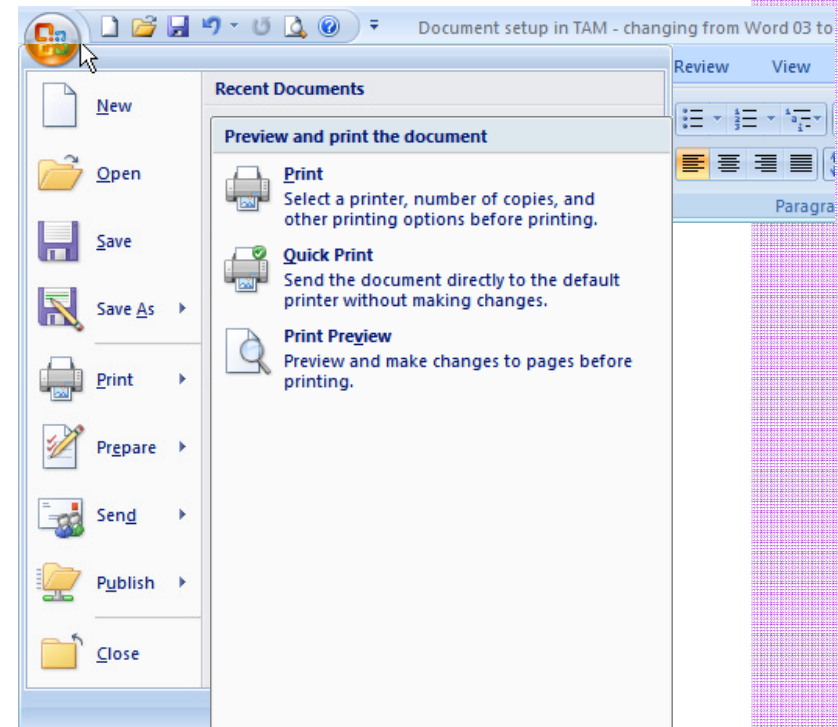 Document setup in TAM - changing from Word 03 to
Review View
Recent Documents
New
Preview and print the document
Open
Print
Select a printer, number of copies, and
other printing options before printing.
Save
Quick Print
Send the document directly to the default
printer without making changes.
Save As
Print Preview
Preview and make changes to pages before
printing.
Print
Prepare
Send
Publish
Close
Paragra